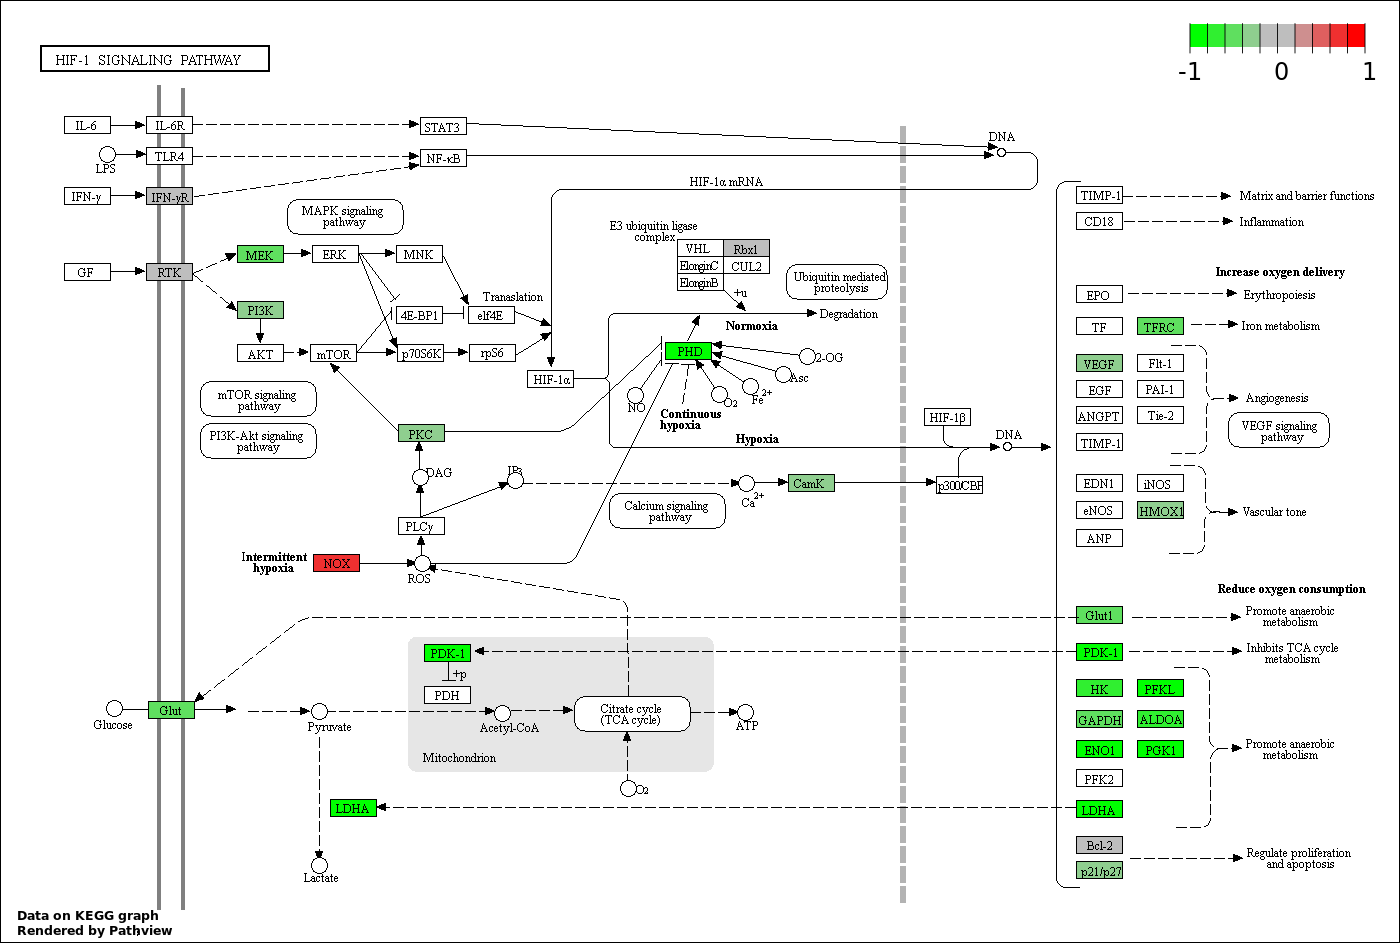 HIF-1 SIGNALING PATHWAY
-1 0 1
IL-6
IL-6R
STAT3
DNA
LPS
TLR4
NF-κB
IFN-γ
IFN-γR
HIF-1α mRNA
MAPK signaling
pathway
E3 ubiquitin ligase
complex
VHL
Rbx1
ElonginC
CUL2
ElonginB
+u
Ubiquitin mediated
proteolysis
GF
RTK
MEK
ERK
MNK
PI3K
4E-BP1
Translation
eIf4E
Degradation
Normoxia
AKT
mTOR
p70S6K
rpS6
HIF-1α
PHD
2-OG
Asc
Fe2+
O2
NO
Continuous
hypoxia
Hypoxia
mTOR signaling
pathway
PI3K-Akt signaling
pathway
PKC
DAG
IP3
PLCγ
Ca2+
CamK
Calcium signaling
pathway
HIF-1β
p300/CBP
DNA
Intermittent
hypoxia
NOX
ROS
TIMP-1
Matrix and barrier functions
CD18
Inflammation
Increase oxygen delivery
EPO
Erythropoiesis
TF
TFRC
Iron metabolism
VEGF
Flt-1
EGF
PAI-1
ANGPT
Tie-2
TIMP-1
Angiogenesis
VEGF signaling
pathway
EDN1
iNOS
eNOS
HMOX1
ANP
Vascular tone
Reduce oxygen consumption
Glut1
Promote anaerobic
metabolism
PDK-1
Inhibits TCA cycle
metabolism
HK
PFKL
GAPDH
ALDOA
ENO1
PGK1
PFK2
LDHA
Promote anaerobic
metabolism
Bcl-2
p21/p27
Regulate proliferation
and apoptosis
PDK-1
+p
PDH
Glucose
Glut
Pyruvate
Acetyl-CoA
Citrate cycle
(TCA cycle)
ATP
Mitochondrion
O2
LDHA
Lactate
Data on KEGG graph
Rendered by Pathview